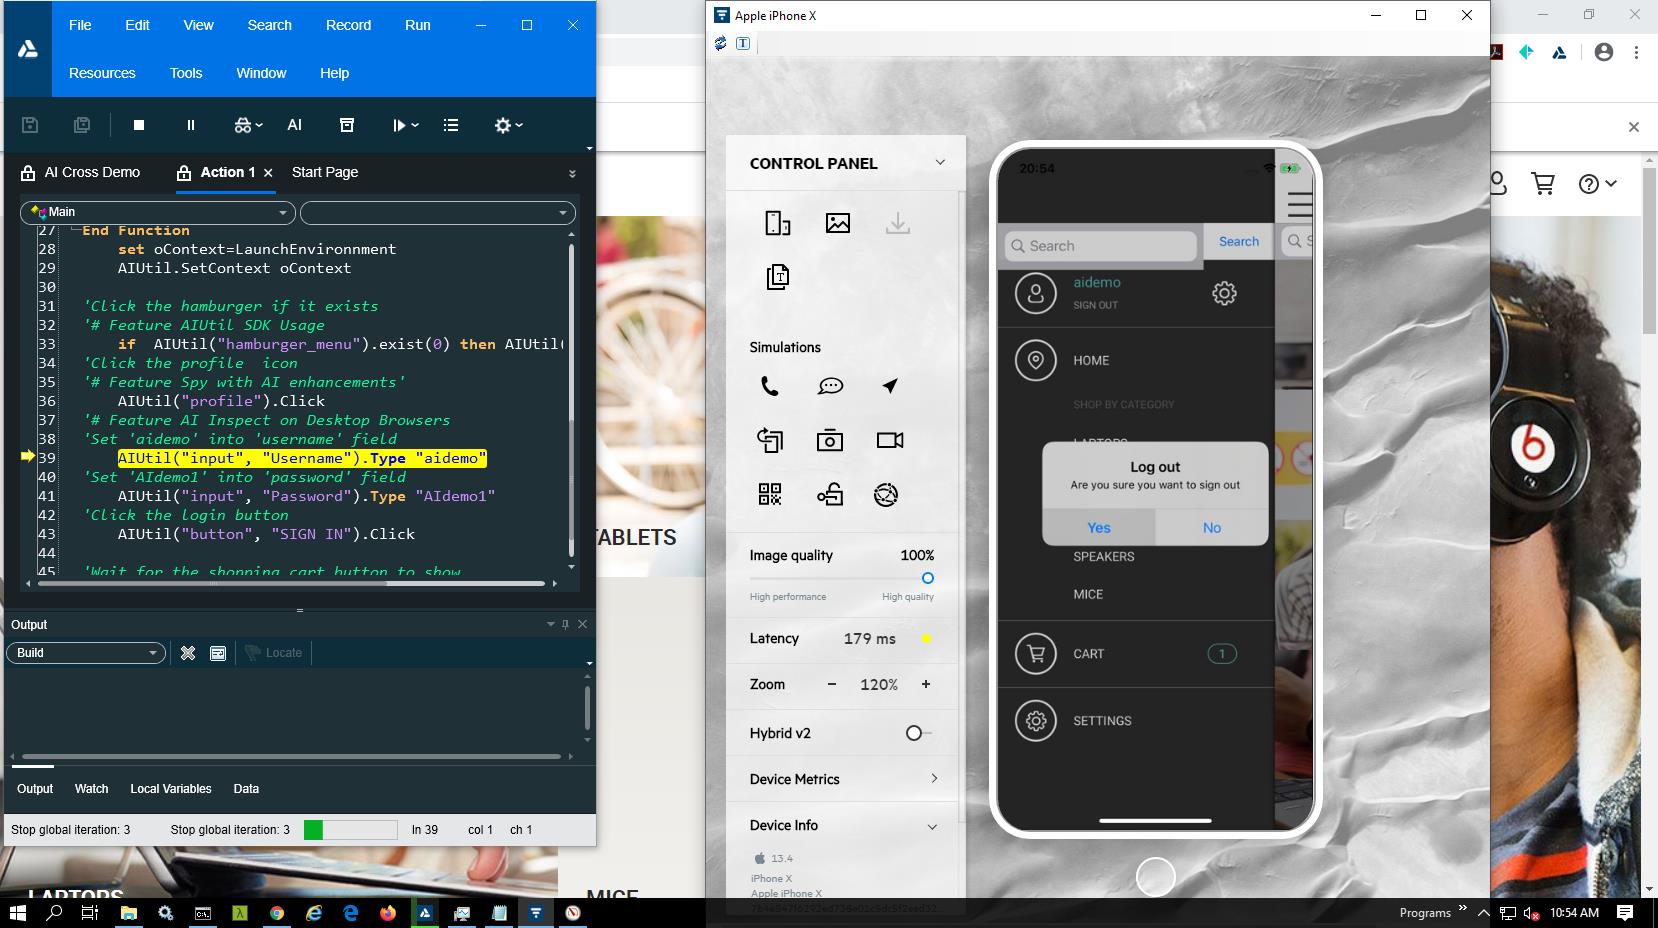 File Edit View Search Record Run
Resources Tools Window Help
AI
AI Cross Demo
Action 1
Start Page
Main
27 End Function
28 set oContext=LaunchEnvironnment
29 AIUtil.SetContext oContext
30
31 'Click the hamburger if it exists
32 '# Feature AIUtil SDK Usage
33 if AIUtil("hamburger_menu").exist(0) then AIUtil(
34 'Click the profile icon
35 '# Feature Spy with AI enhancements'
36 AIUtil("profile").Click
37 '# Feature AI Inspect on Desktop Browsers
38 'Set 'aidemo' into 'username' field
39 AIUtil("input", "Username").Type "aidemo"
40 'Set 'AIdemo1' into 'password' field
41 AIUtil("input", "Password").Type "AIdemo1"
42 'Click the login button
43 AIUtil("button", "SIGN IN").Click
44
45 'Wait for the shopping cart button to show
Output
Build
Locate
Output Watch Local Variables Data
Stop global iteration: 3
Stop global iteration: 3
ln 39 col 1 ch 1
TABLETS
LAPTOPS
MICE
Apple iPhone X
T
CONTROL PANEL
T
Simulations
Image quality 100%
High performance High quality
Latency 179 ms
Zoom - 120% +
Hybrid v2
Device Metrics
Device Info
13.4
iPhone X
Apple iPhone X
20:54
Search
Search
S
aidemo
SIGN OUT
HOME
SHOP BY CATEGORY
LAPTOPS
Log out
Are you sure you want to sign out
Yes No
SPEAKERS
MICE
CART 1
SETTINGS
b
Programs
10:54 AM